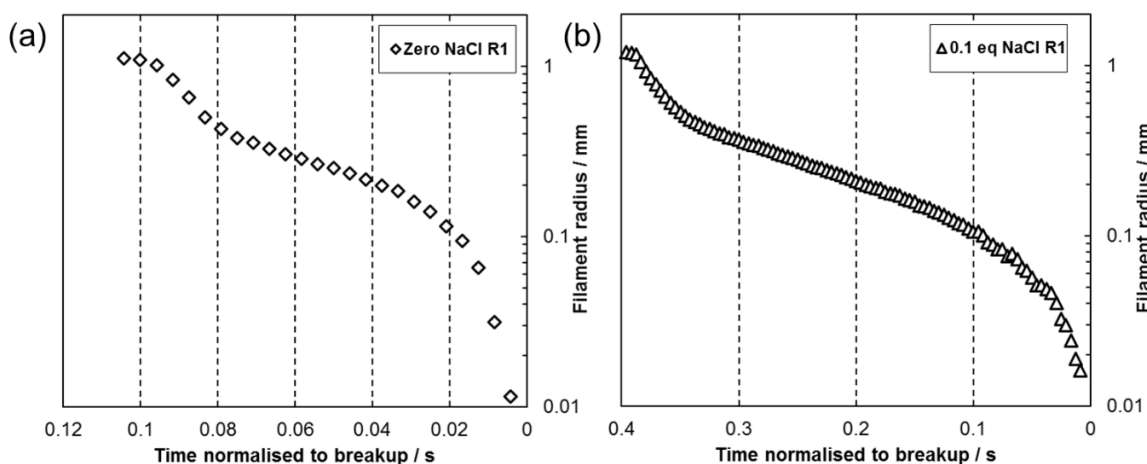 (a)
Zero NaCl R1
1
0.1
0.01
Filament radius / mm
0.12 0.1 0.08 0.06 0.04 0.02 0
Time normalised to breakup / s
(b)
0.1 eq NaCl R1
1
0.1
0.01
Filament radius / mm
0.4 0.3 0.2 0.1 0
Time normalised to breakup / s